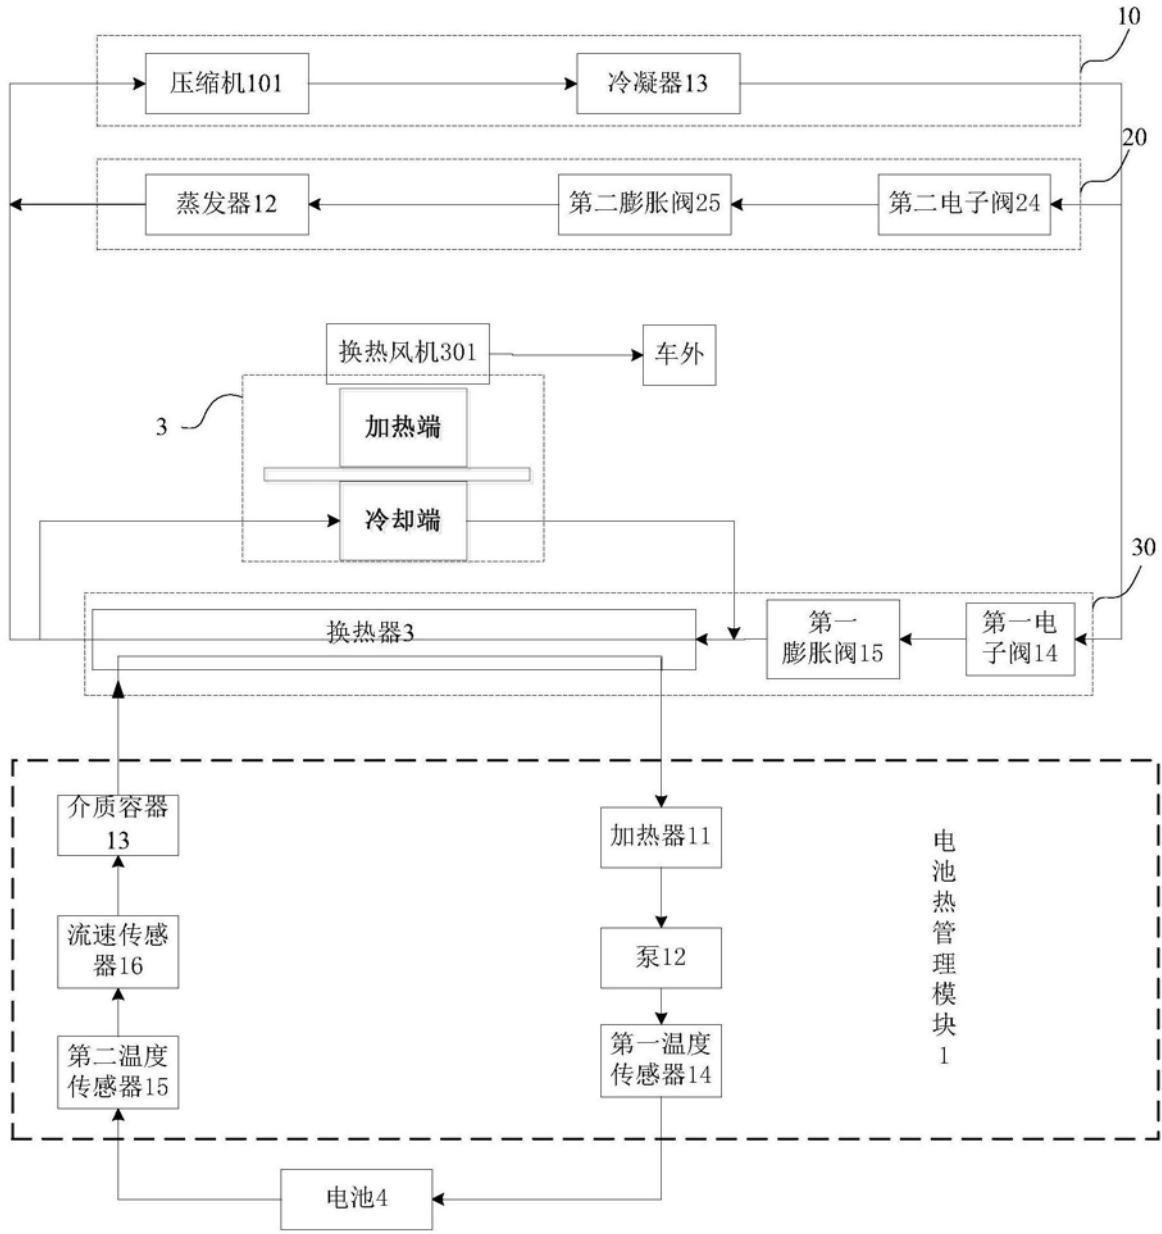 10
压缩机101
冷凝器13
20
蒸发器12
第二膨胀阀25
第二电子阀24
换热风机301
车外
3
加热端
冷却端
30
换热器3
第一
膨胀阀15
第一电
子阀14
介质容器
13
加热器11
电池热管理模块1
流速传感
器16
泵12
第二温度
传感器15
第一温度
传感器14
电池4